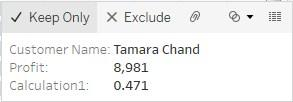 Keep Only Exclude
Customer Name: Tamara Chand
Profit: 8,981
Calculation1: 0.471